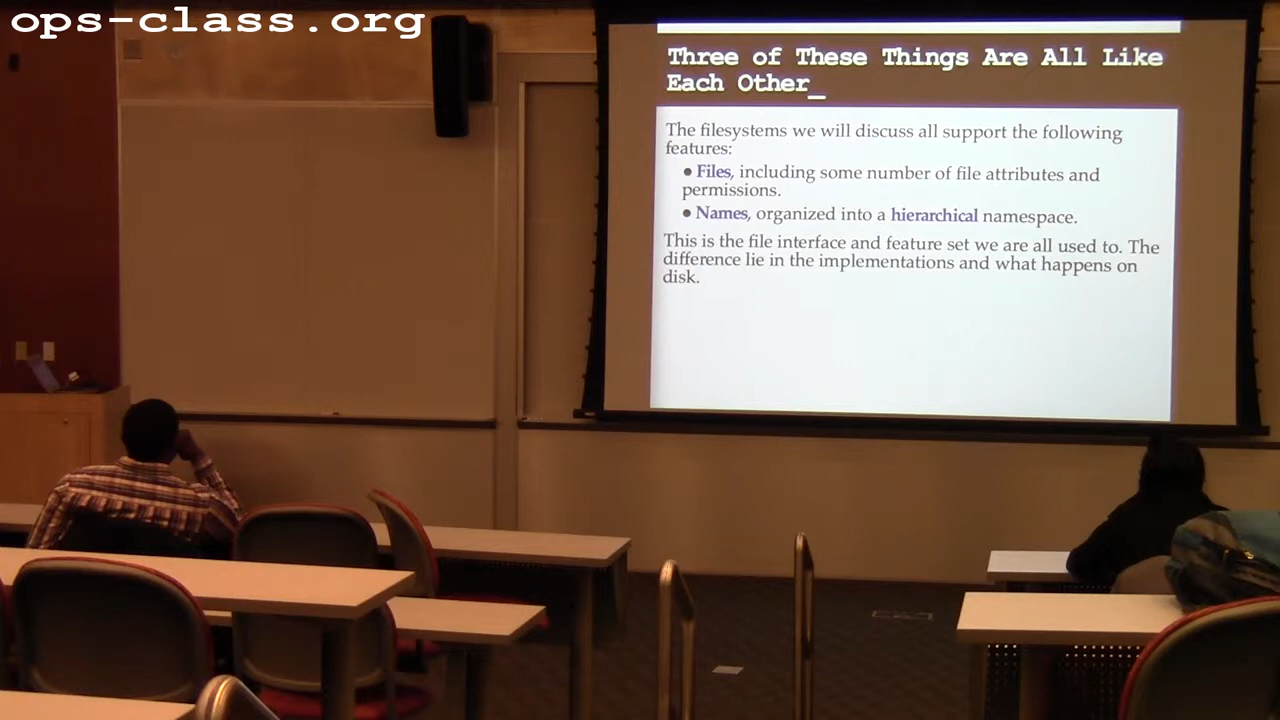 ops-class.org
Three of These Things Are All Like
Each Other_
The filesystems we will discuss all support the following
features:
● Files, including some number of file attributes and
permissions.
● Names, organized into a hierarchical namespace.
This is the file interface and feature set we are all used to. The
difference lie in the implementations and what happens on
disk.